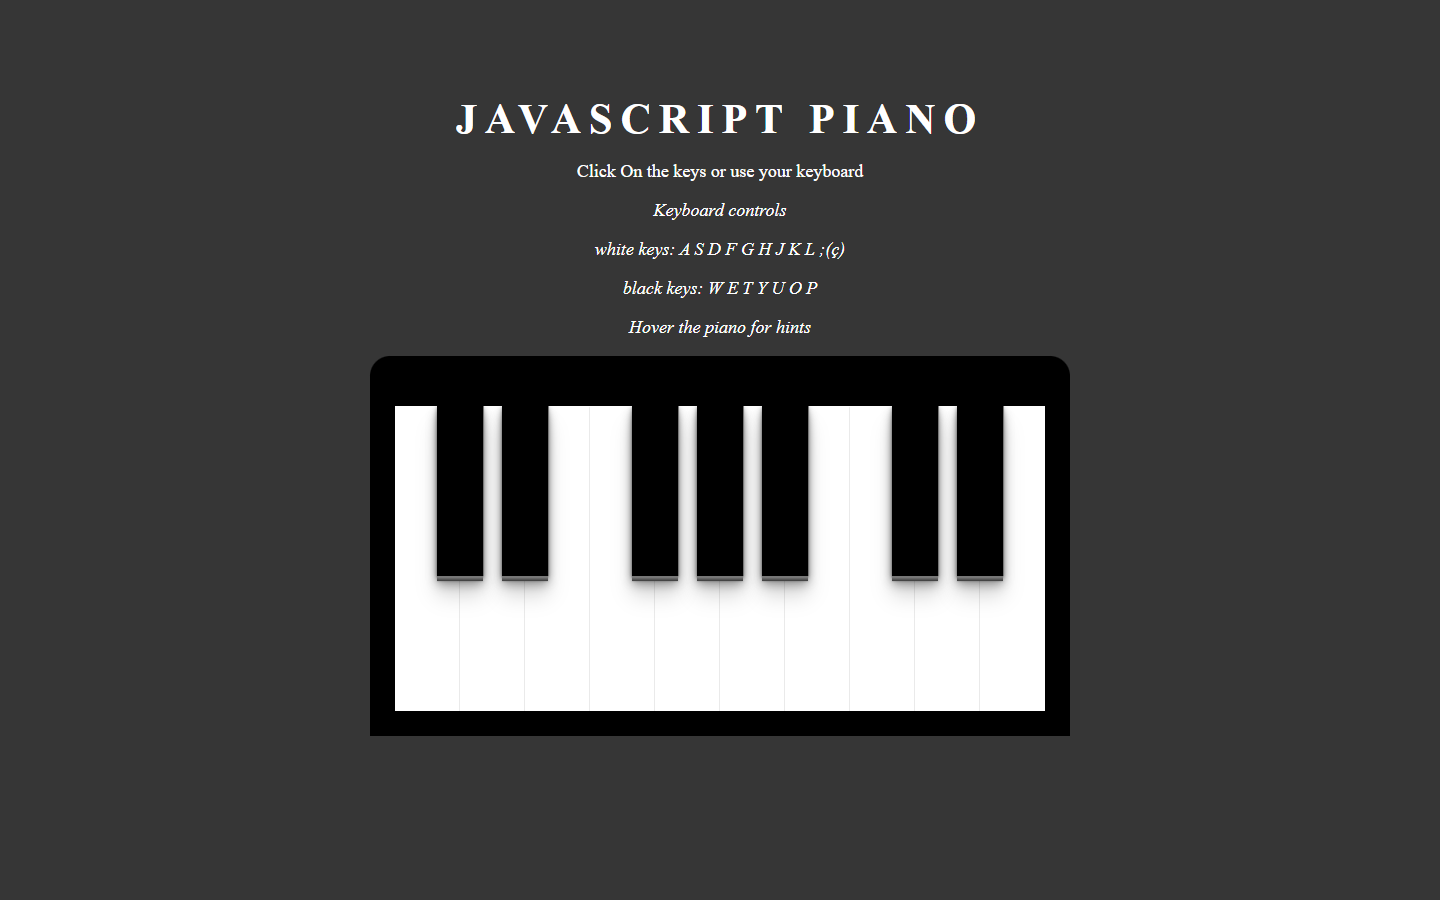 JAVASCRIPT PIANO
Click On the keys or use your keyboard
Keyboard controls
white keys: A S D F G H J K L ;(ç)
black keys: W E T Y U O P
Hover the piano for hints